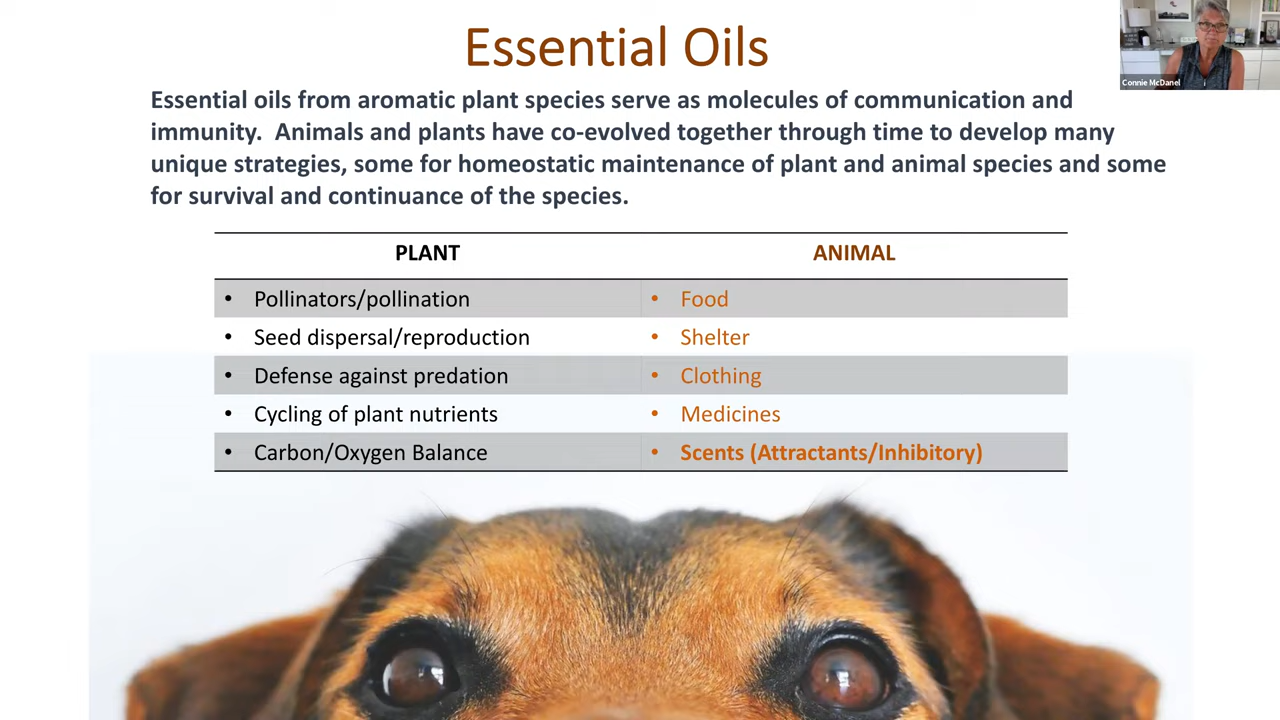 Essential Oils
Connie McDanel
Essential oils from aromatic plant species serve as molecules of communication and
immunity.  Animals and plants have co-evolved together through time to develop many
unique strategies, some for homeostatic maintenance of plant and animal species and some
for survival and continuance of the species.
PLANT ANIMAL
• Pollinators/pollination • Food
• Seed dispersal/reproduction • Shelter
• Defense against predation • Clothing
• Cycling of plant nutrients • Medicines
• Carbon/Oxygen Balance • Scents (Attractants/Inhibitory)